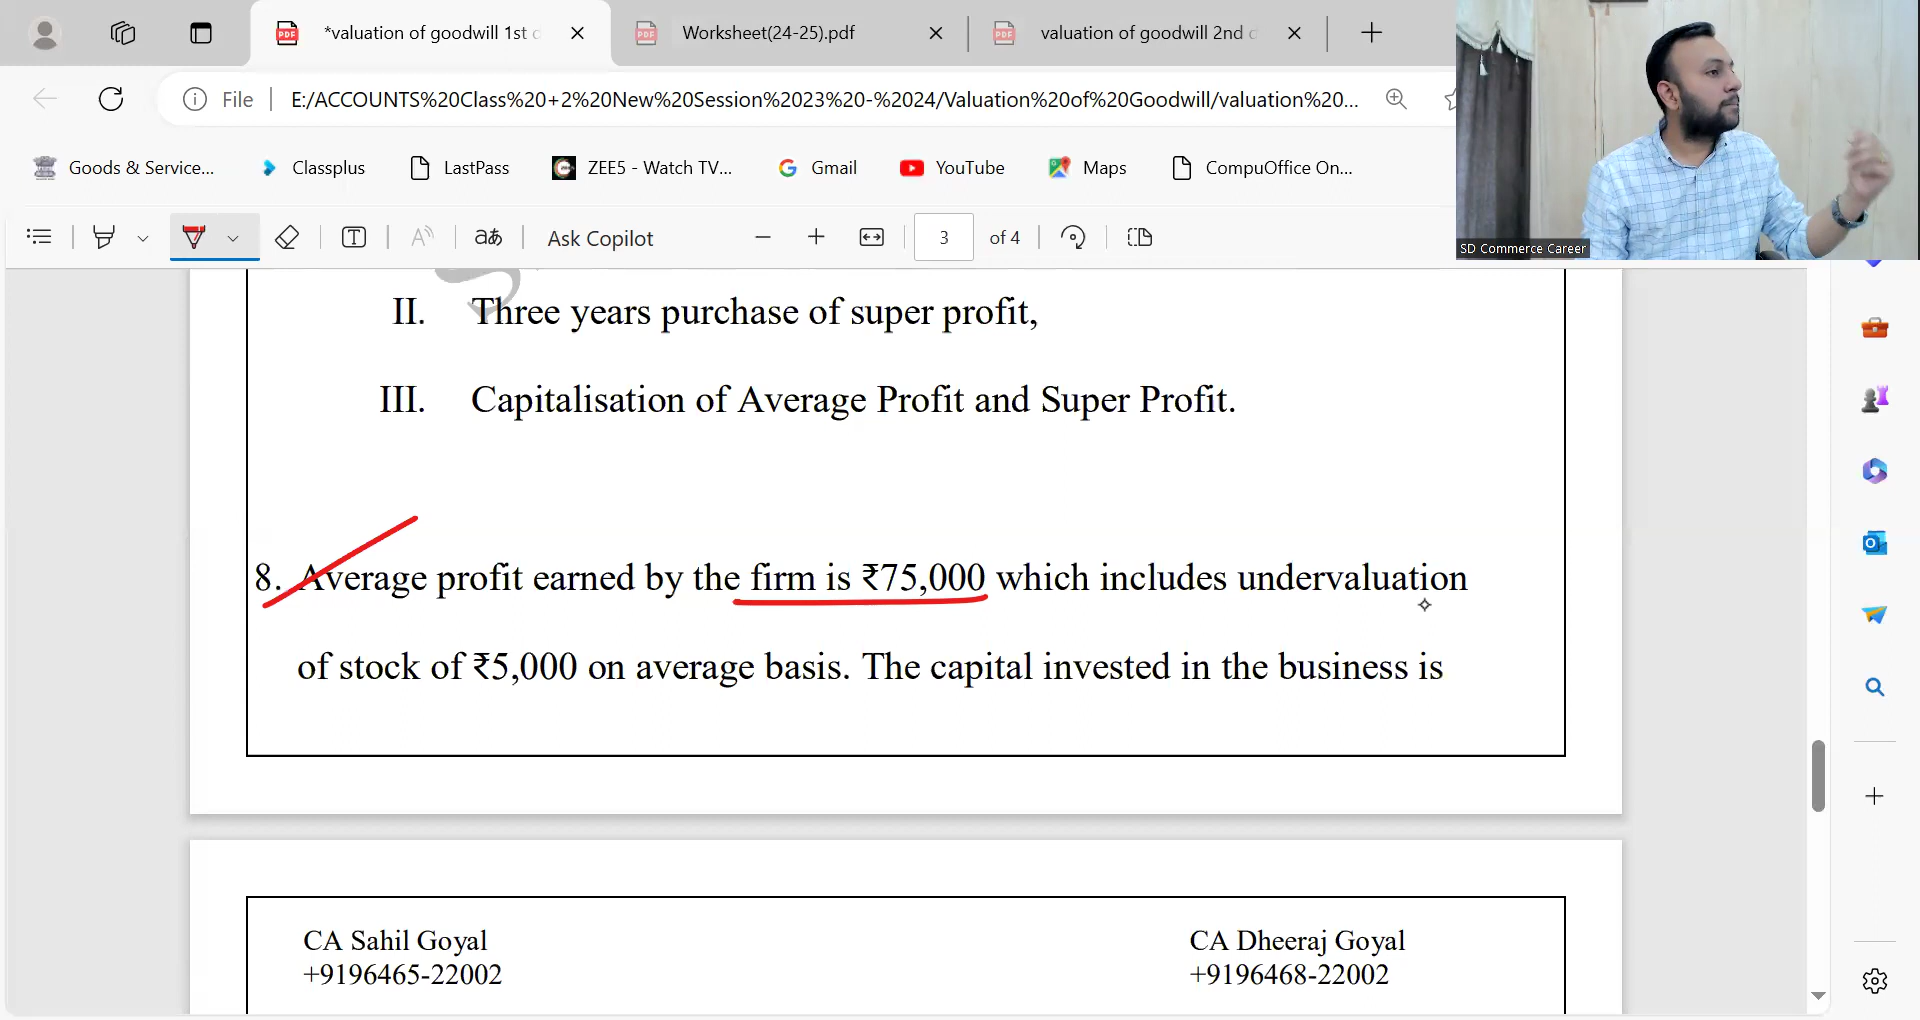 *valuation of goodwill 1st
Worksheet(24-25).pdf
valuation of goodwill 2nd
File
E:/ACCOUNTS%20Class%20+2%20New%20Session%2023%20-%2024/Valuation%20of%20Goodwill/valuation%20...
Goods & Service...
Classplus
LastPass
ZEE5 - Watch TV...
Gmail
YouTube
Maps
CompuOffice On...
SD Commerce Career
Ask Copilot
3
of 4
II. Three years purchase of super profit,
III. Capitalisation of Average Profit and Super Profit.
8. Average profit earned by the firm is ₹75,000 which includes undervaluation
of stock of ₹5,000 on average basis. The capital invested in the business is
CA Sahil Goyal
+9196465-22002
CA Dheeraj Goyal
+9196468-22002